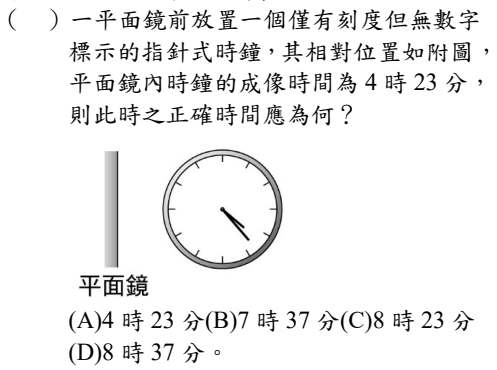 （　）一平面鏡前放置一個僅有刻度但無數字
標示的指針式時鐘，其相對位置如附圖，
平面鏡內時鐘的成像時間為 4 時 23 分，
則此時之正確時間應為何？
平面鏡
(A)4 時 23 分(B)7 時 37 分(C)8 時 23 分
(D)8 時 37 分。